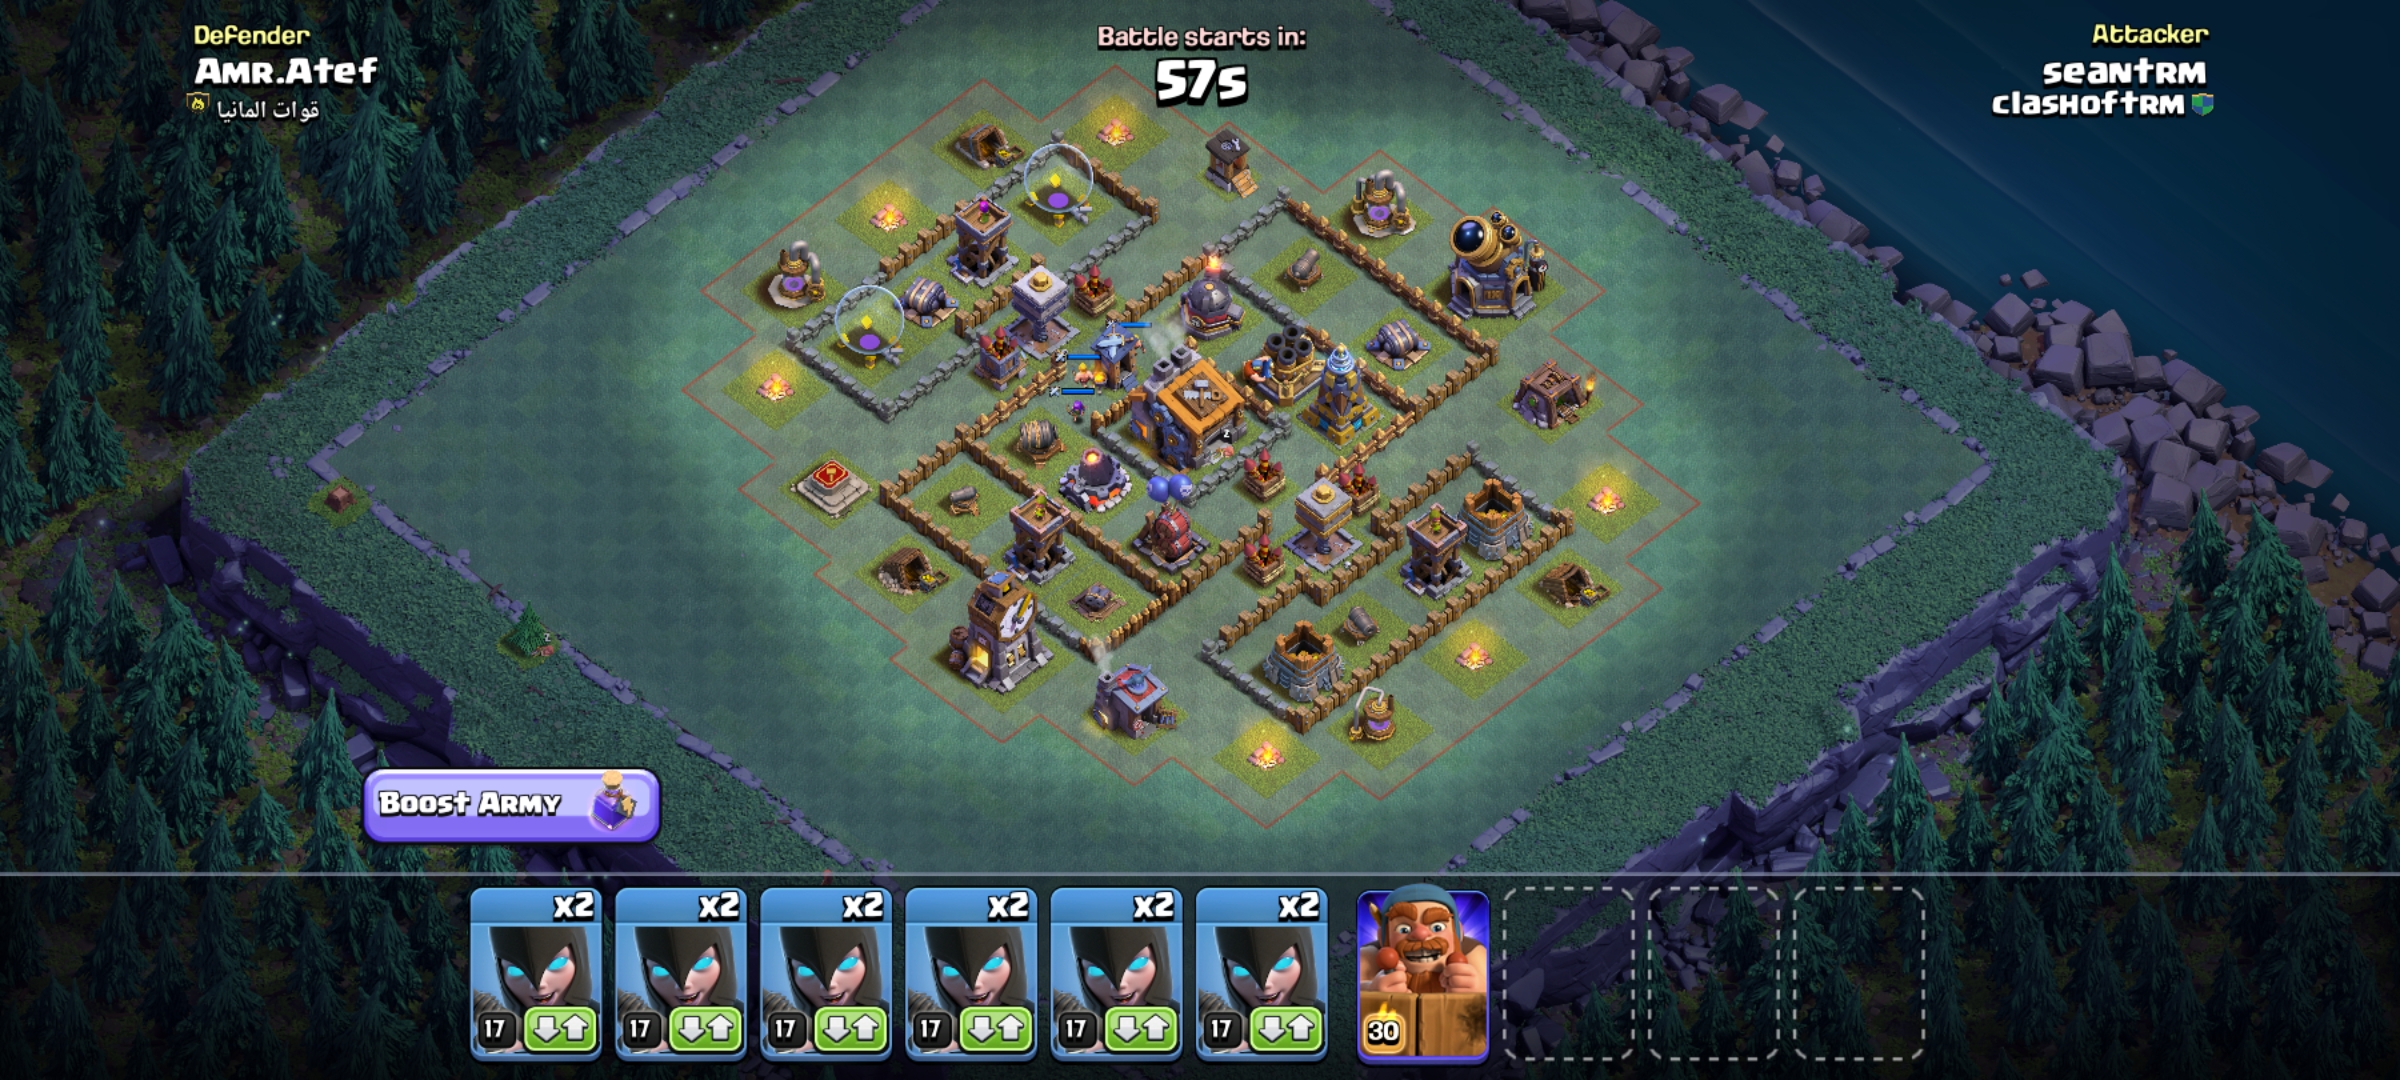 Defender
Amr.Atef
قوات المانيا
Battle starts in:
57s
Attacker
seantRM
clashoftRM
Boost Army
x2
x2
x2
x2
x2
x2
17
17
17
17
17
17
30